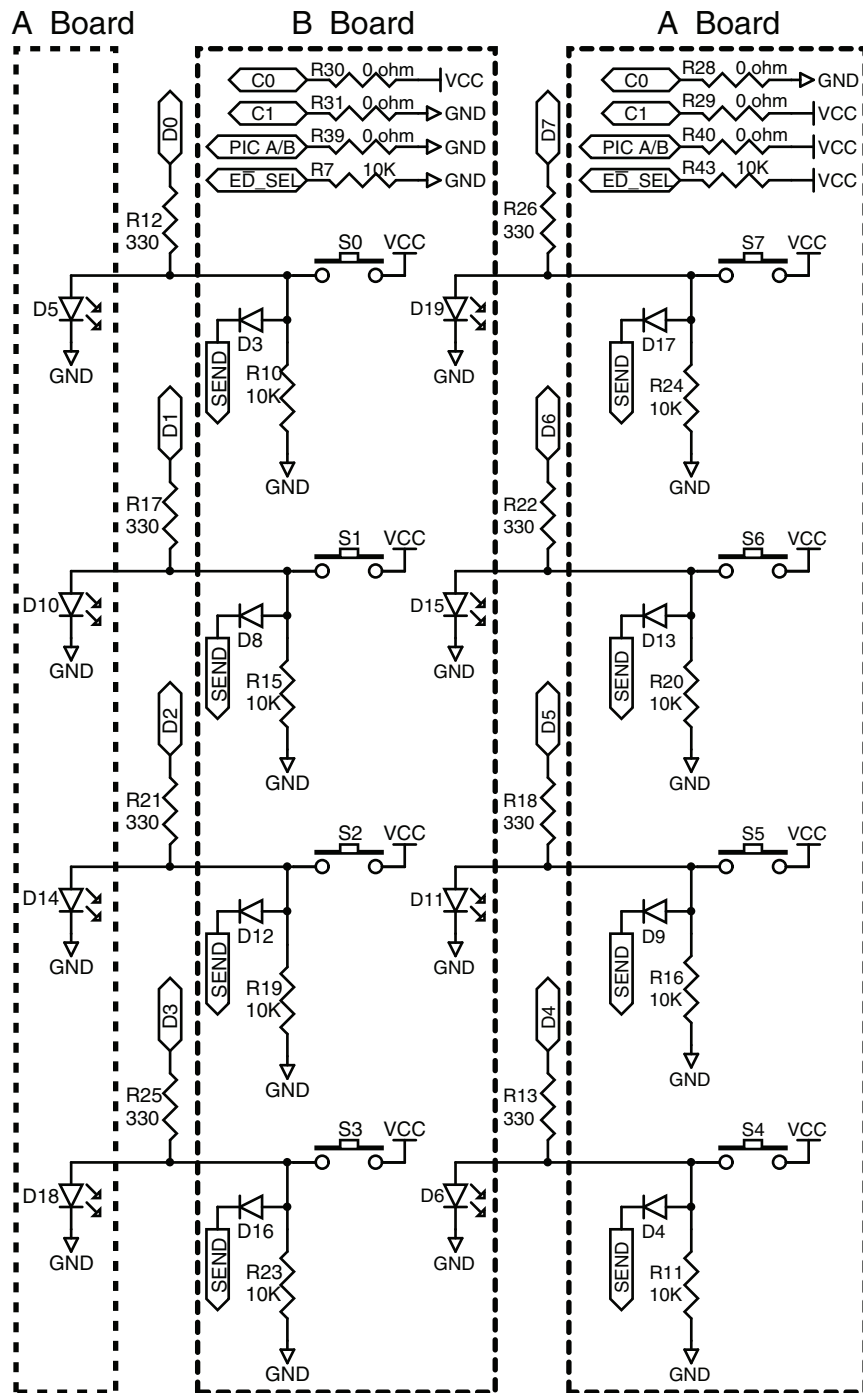 A Board B Board A Board
C0 R30 0 ohm VCC
C1 R31 0 ohm GND
PIC A/B R39 0 ohm GND
ED_SEL R7 10K GND
C0 R28 0 ohm GND
C1 R29 0 ohm VCC
PIC A/B R40 0 ohm VCC
ED_SEL R43 10K VCC
D0
R12
330
S0 VCC
D5
GND
D3
SEND
R10
10K
GND
D7
R26
330
S7 VCC
D19
GND
D17
SEND
R24
10K
GND
D1
R17
330
S1 VCC
D10
GND
D8
SEND
R15
10K
GND
D6
R22
330
S6 VCC
D15
GND
D13
SEND
R20
10K
GND
D2
R21
330
S2 VCC
D14
GND
D12
SEND
R19
10K
GND
D5
R18
330
S5 VCC
D11
GND
D9
SEND
R16
10K
GND
D3
R25
330
S3 VCC
D18
GND
D16
SEND
R23
10K
GND
D4
R13
330
S4 VCC
D6
GND
D4
SEND
R11
10K
GND